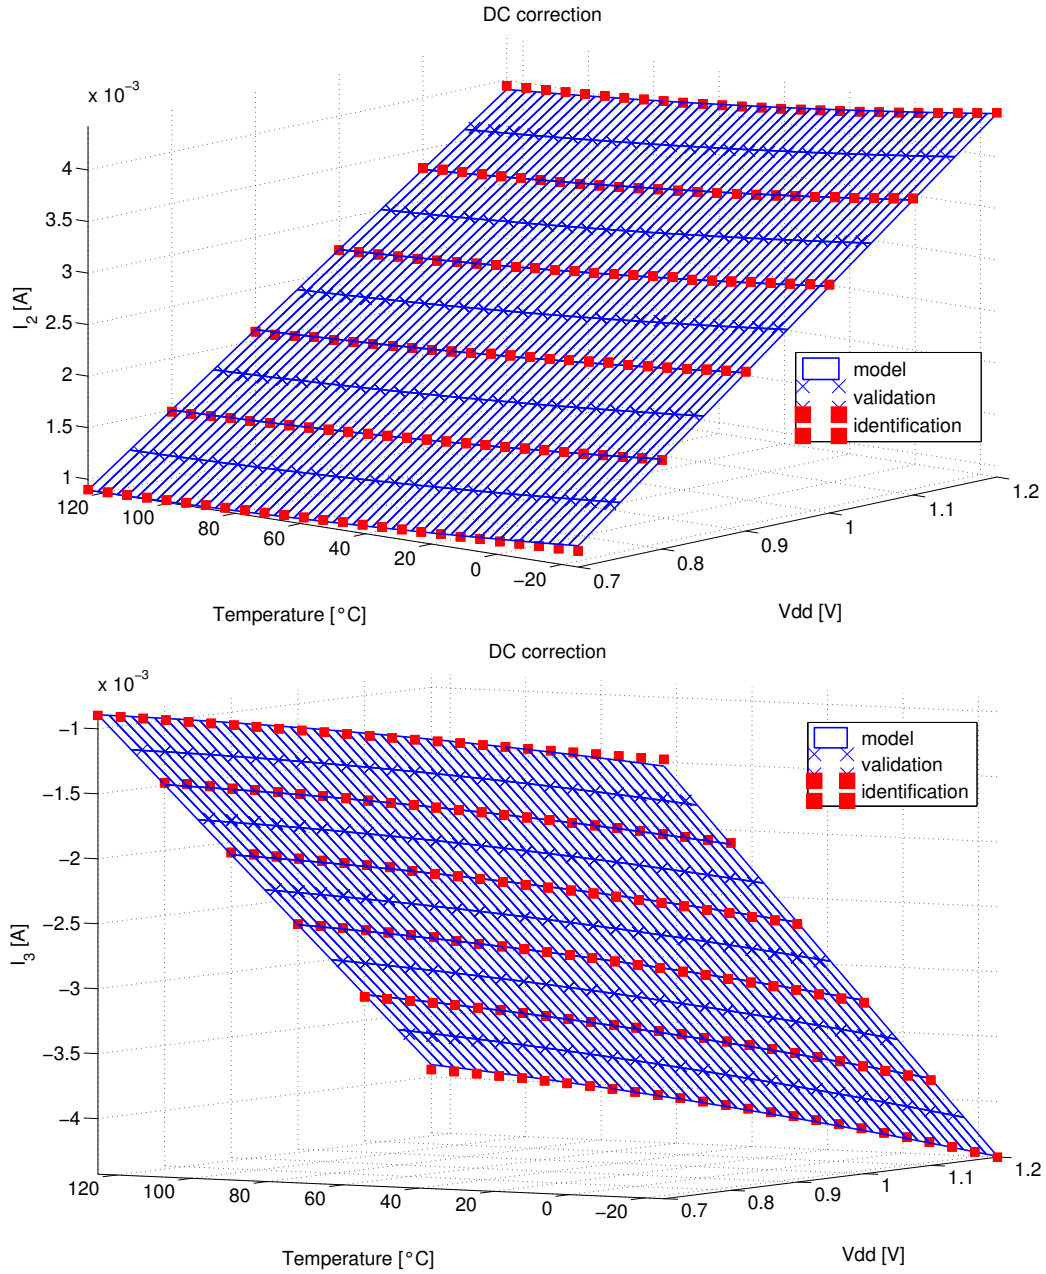 DC correction
x 10⁻³
4
3.5
3
2.5
2
1.5
1
I₂ [A]
120
100
80
60
40
20
0
−20
0.7
0.8
0.9
1
1.1
1.2
Temperature [°C]
Vdd [V]
model
validation
identification
DC correction
x 10⁻³
−1
−1.5
−2
−2.5
−3
−3.5
−4
I₃ [A]
120
100
80
60
40
20
0
−20
0.7
0.8
0.9
1
1.1
1.2
Temperature [°C]
Vdd [V]
model
validation
identification